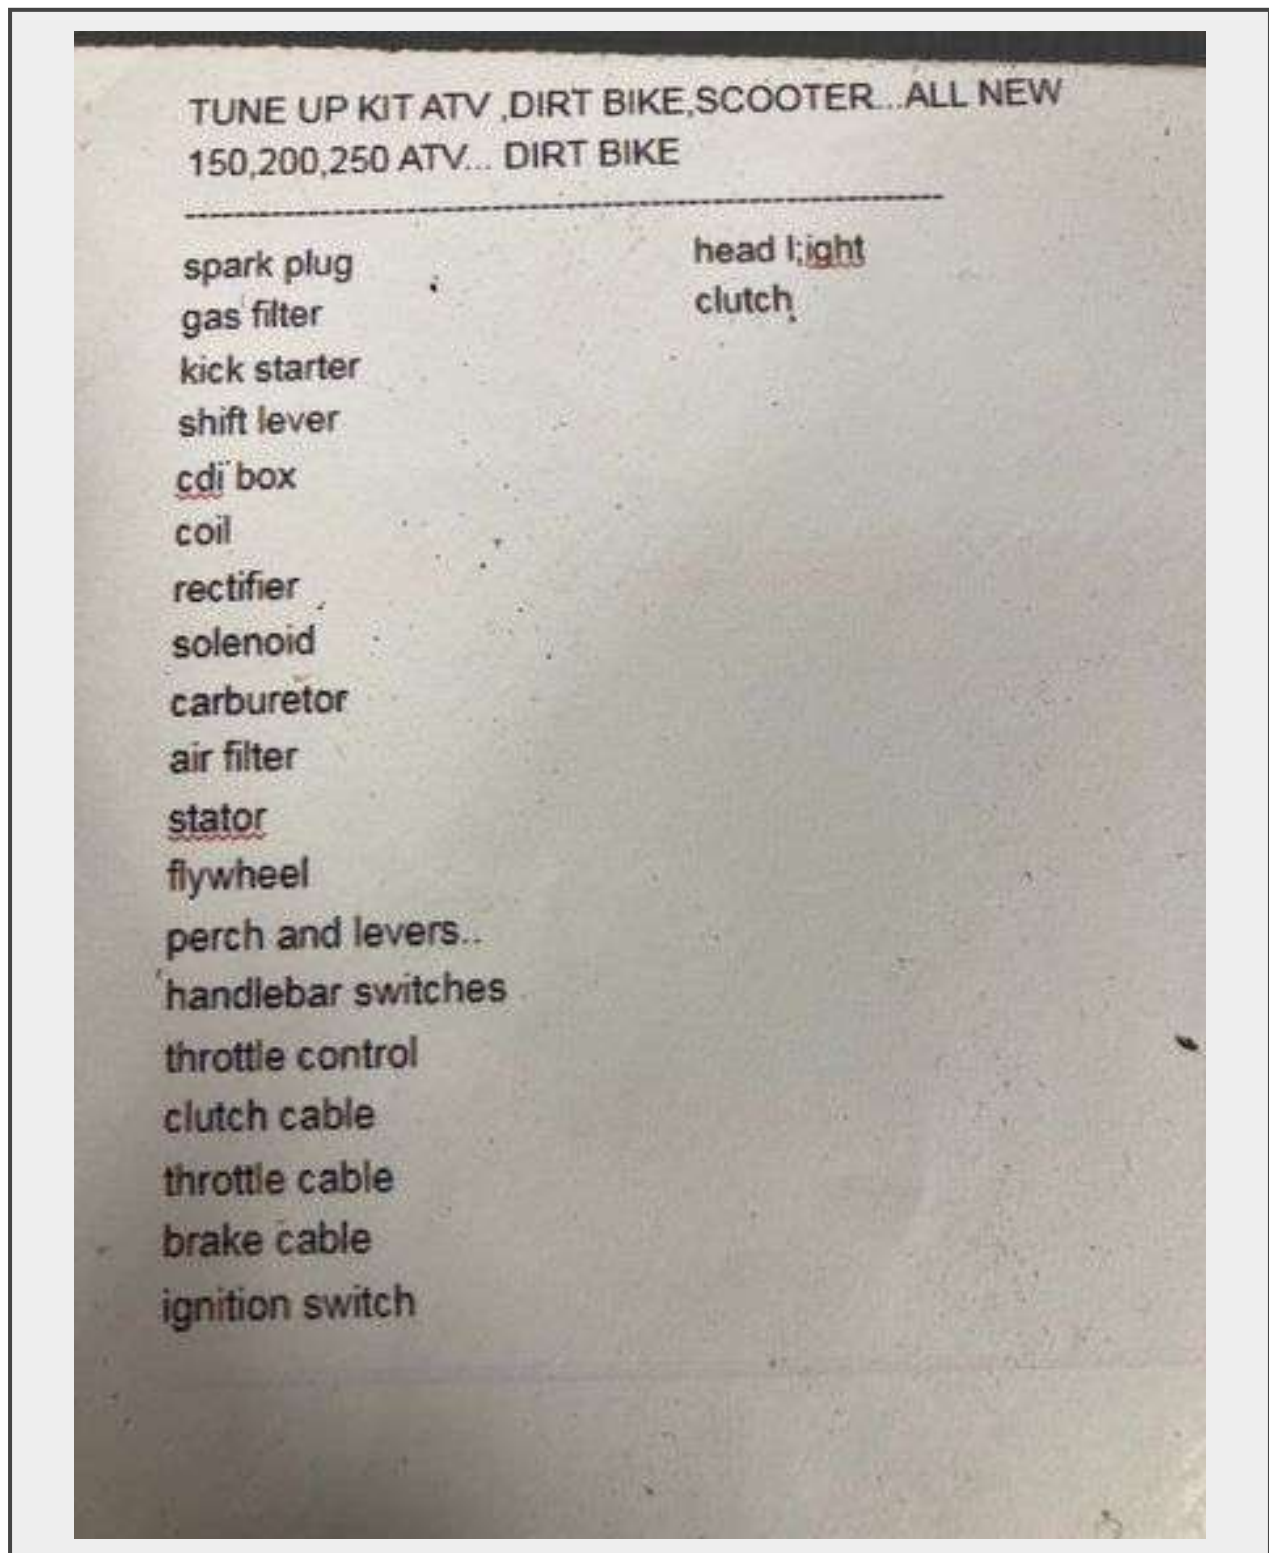 TUNE UP KIT ATV ,DIRT BIKE,SCOOTER...ALL NEW
150,200,250 ATV... DIRT BIKE
--------------------------------------------------------------
spark plug
gas filter
kick starter
shift lever
cdi box
coil
rectifier
solenoid
carburetor
air filter
stator
flywheel
perch and levers..
handlebar switches
throttle control
clutch cable
throttle cable
brake cable
ignition switch
head l;ight
clutch